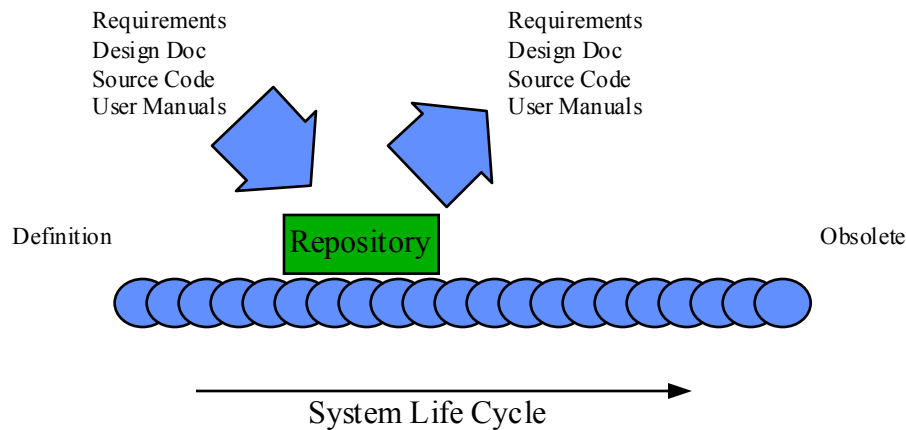 Requirements
Design Doc
Source Code
User Manuals
Requirements
Design Doc
Source Code
User Manuals
Definition
Repository
Obsolete
System Life Cycle